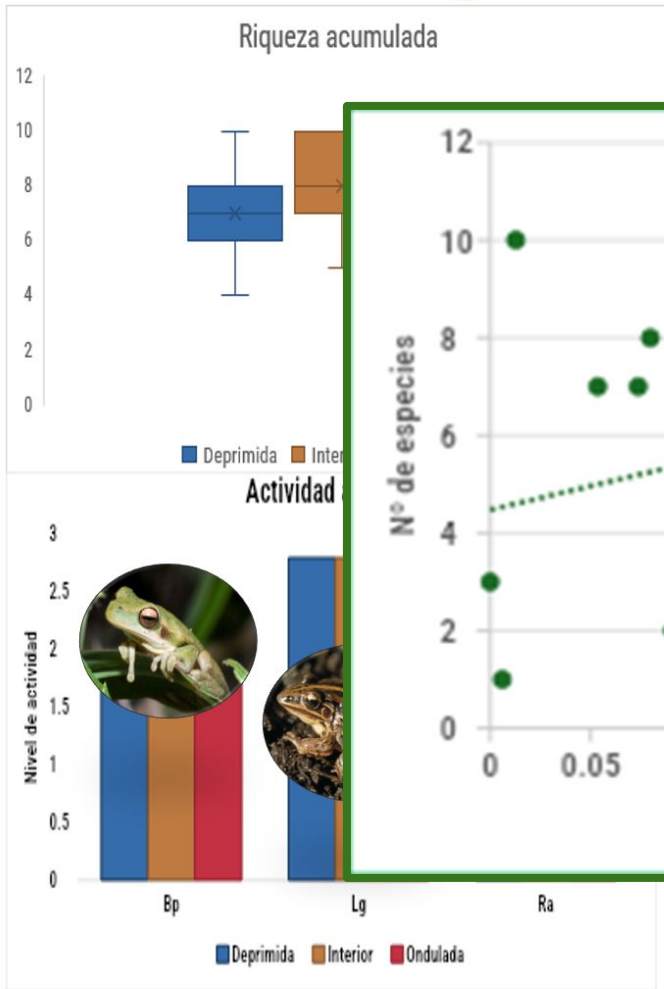 Riqueza acumulada
12
10
8
6
4
2
0
Deprimida
Actividad
3
2.5
2
1.5
1
0.5
0
Nivel de actividad
Bp
Lg
Ra
Deprimida Interior Ondulada
12
10
8
6
4
2
0
Nº de especies
0 0.05